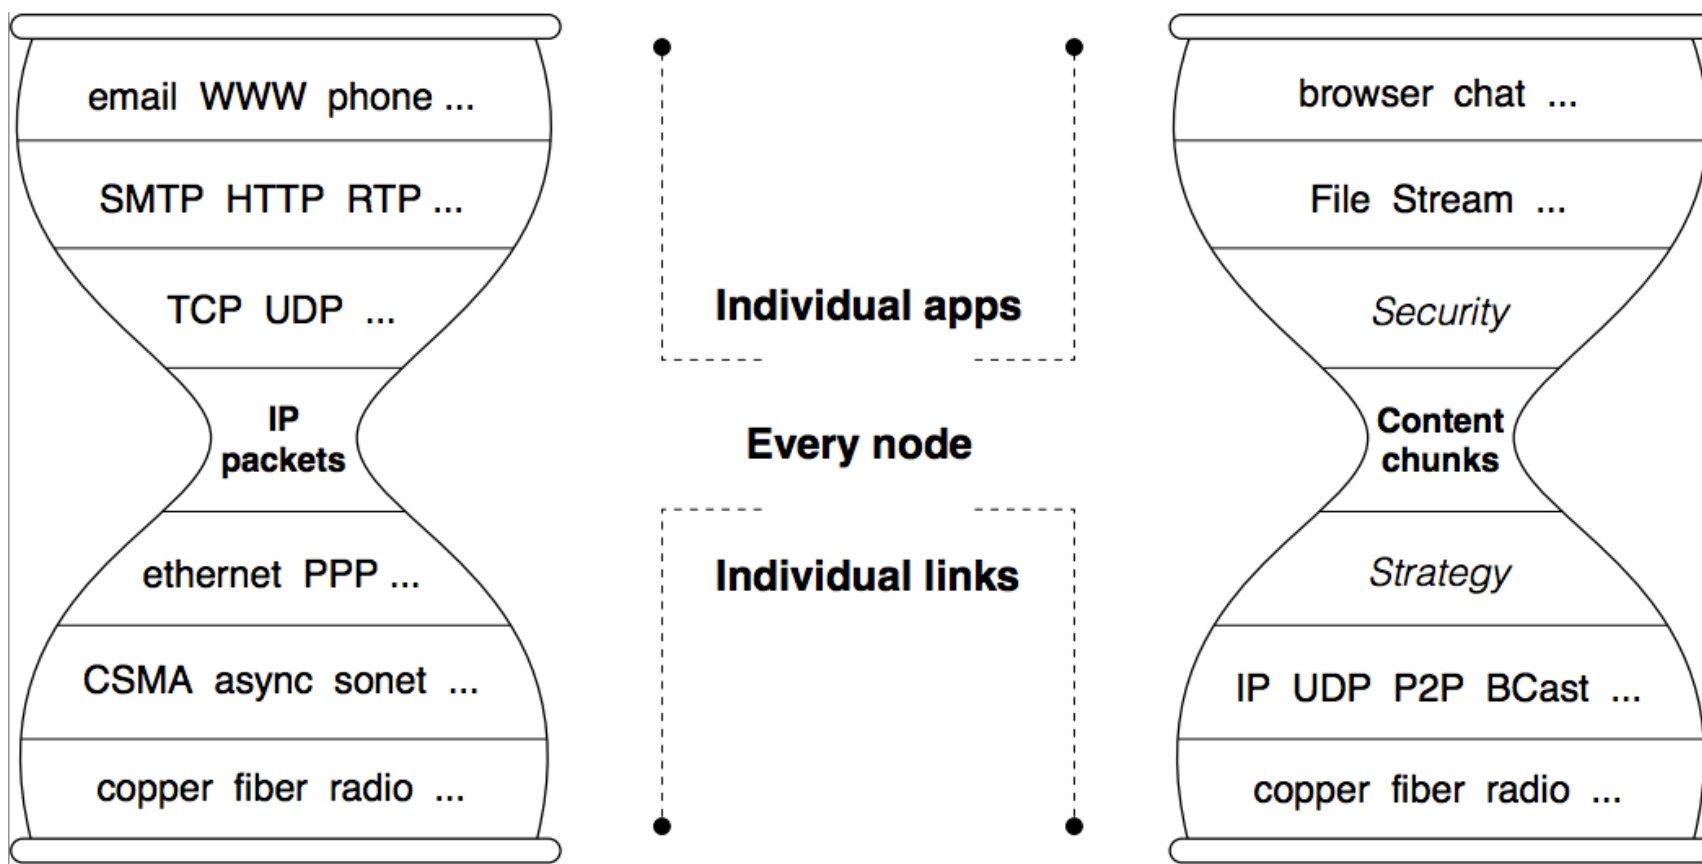 email WWW phone ...
SMTP HTTP RTP ...
TCP UDP ...
IP
packets
ethernet PPP ...
CSMA async sonet ...
copper fiber radio ...
Individual apps
Every node
Individual links
browser chat ...
File Stream ...
Security
Content
chunks
Strategy
IP UDP P2P BCast ...
copper fiber radio ...